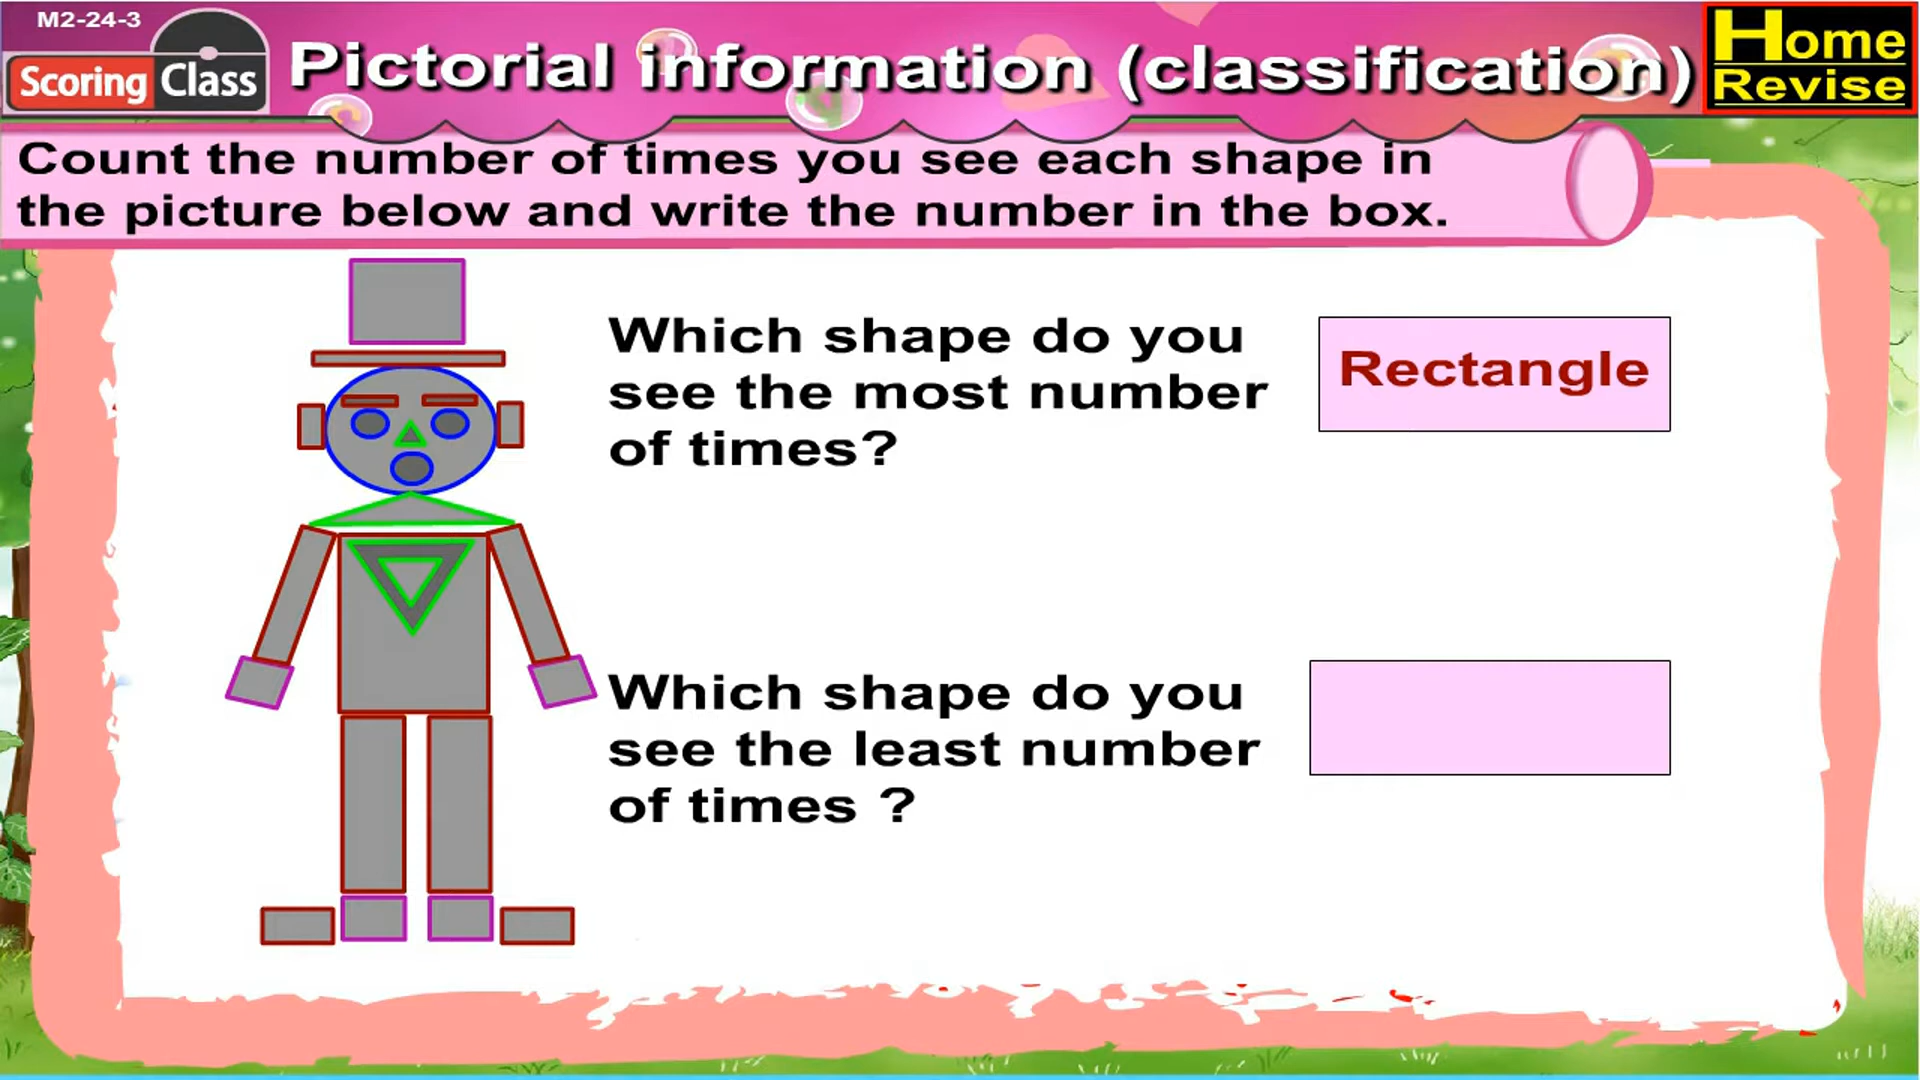 M2-24-3
Scoring Class
Pictorial information (classification)
Home
Revise
Count the number of times you see each shape in
the picture below and write the number in the box.
Which shape do you
see the most number
of times?
Rectangle
Which shape do you
see the least number
of times ?